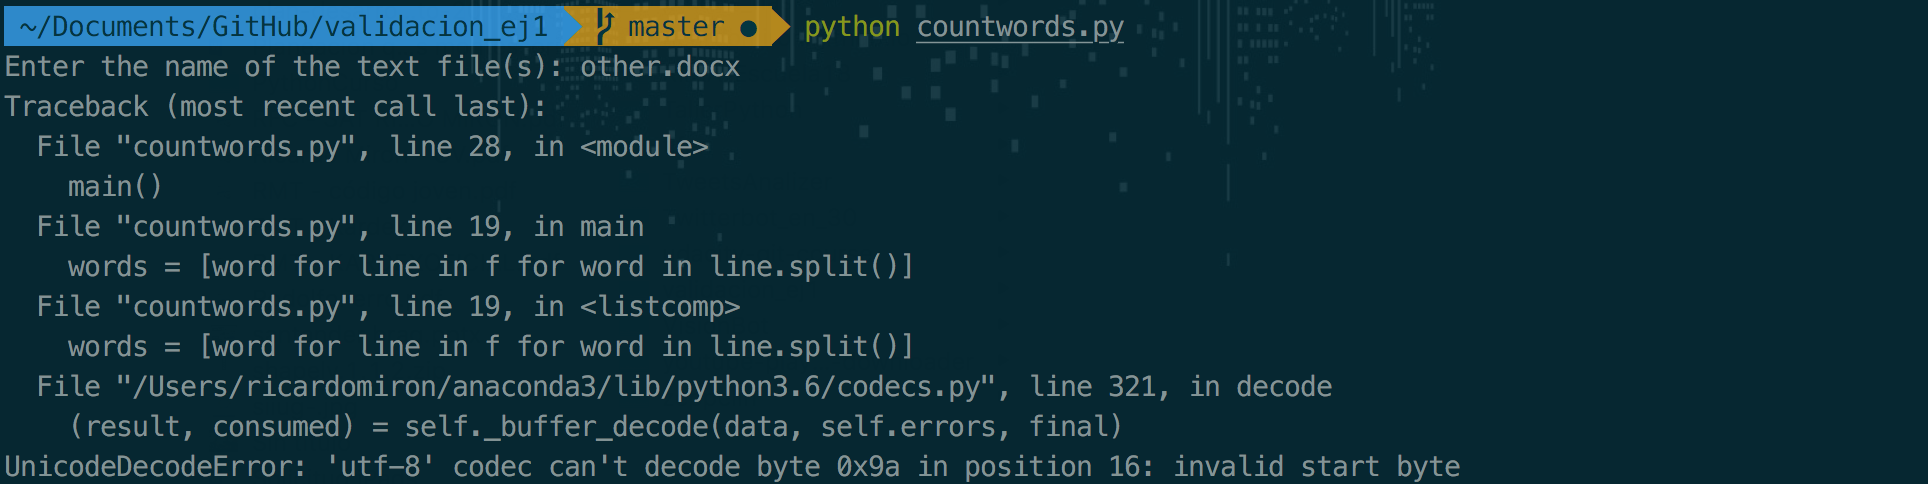 ~/Documents/GitHub/validacion_ej1 master ● python countwords.py
Enter the name of the text file(s): other.docx
Traceback (most recent call last):
  File "countwords.py", line 28, in <module>
    main()
  File "countwords.py", line 19, in main
    words = [word for line in f for word in line.split()]
  File "countwords.py", line 19, in <listcomp>
    words = [word for line in f for word in line.split()]
  File "/Users/ricardomiron/anaconda3/lib/python3.6/codecs.py", line 321, in decode
    (result, consumed) = self._buffer_decode(data, self.errors, final)
UnicodeDecodeError: 'utf-8' codec can't decode byte 0x9a in position 16: invalid start byte